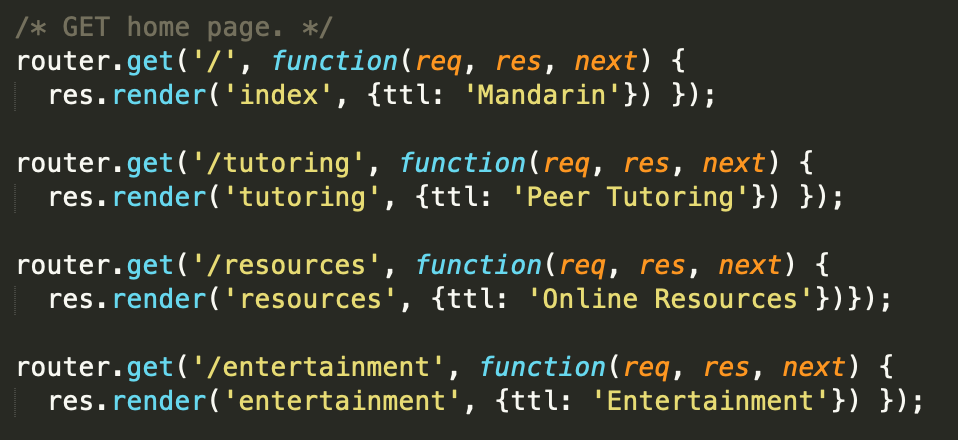 /* GET home page. */
router.get('/', function(req, res, next) {
  res.render('index', {ttl: 'Mandarin'}) });
router.get('/tutoring', function(req, res, next) {
  res.render('tutoring', {ttl: 'Peer Tutoring'}) });
router.get('/resources', function(req, res, next) {
  res.render('resources', {ttl: 'Online Resources'})});
router.get('/entertainment', function(req, res, next) {
  res.render('entertainment', {ttl: 'Entertainment'}) });